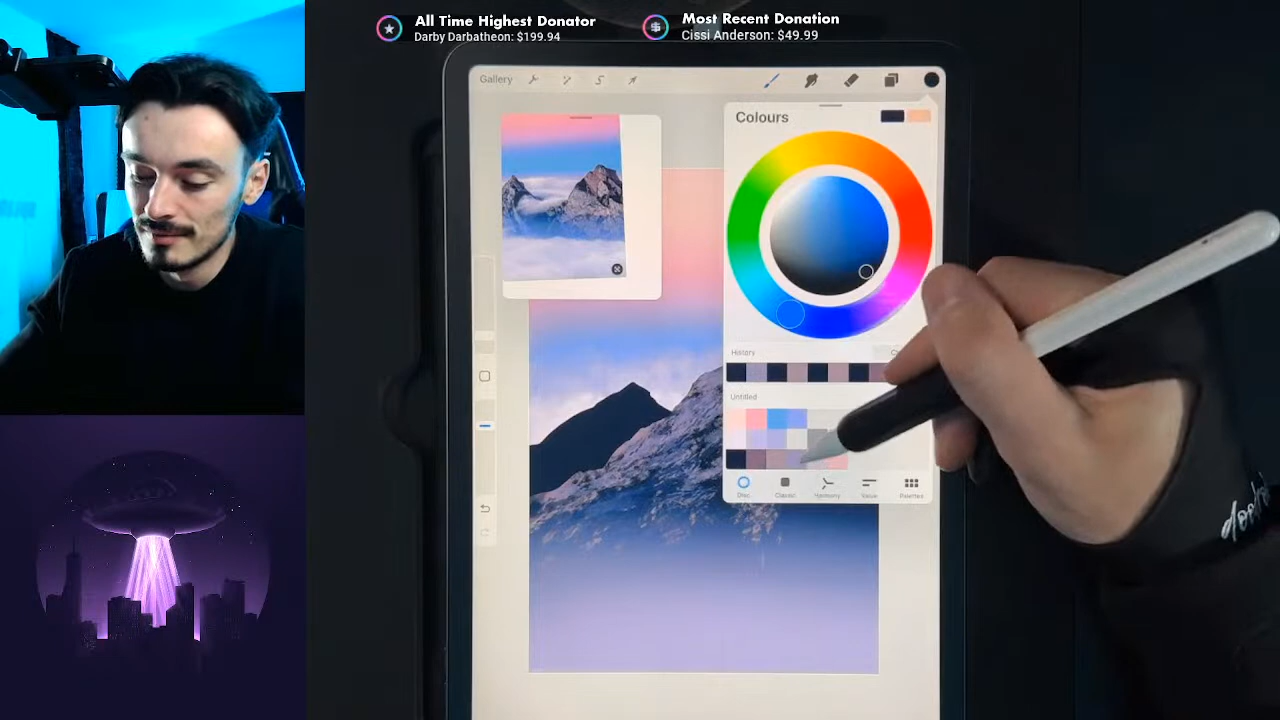 All Time Highest Donator
Darby Darbatheon: $199.94
Most Recent Donation
Cissi Anderson: $49.99
Gallery
Colours
History
Untitled
Disc
Classic
Harmony
Value
Palettes